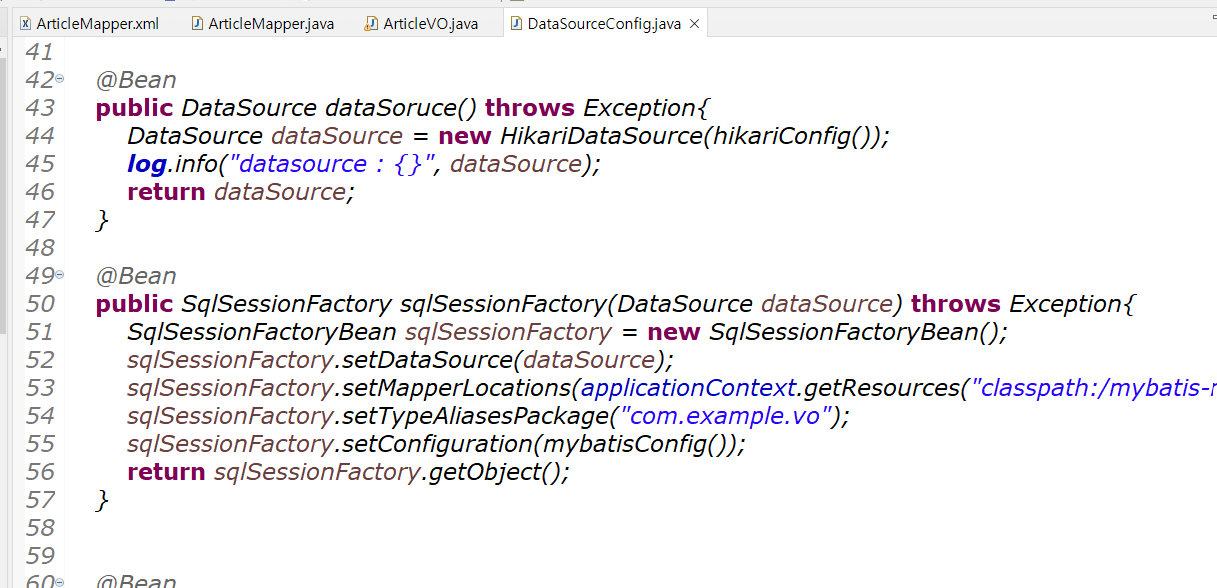 ArticleMapper.xml ArticleMapper.java ArticleVO.java DataSourceConfig.java
41
42 @Bean
43 public DataSource dataSoruce() throws Exception{
44 DataSource dataSource = new HikariDataSource(hikariConfig());
45 log.info("datasource : {}", dataSource);
46 return dataSource;
47 }
48
49 @Bean
50 public SqlSessionFactory sqlSessionFactory(DataSource dataSource) throws Exception{
51 SqlSessionFactoryBean sqlSessionFactory = new SqlSessionFactoryBean();
52 sqlSessionFactory.setDataSource(dataSource);
53 sqlSessionFactory.setMapperLocations(applicationContext.getResources("classpath:/mybatis-
54 sqlSessionFactory.setTypeAliasesPackage("com.example.vo");
55 sqlSessionFactory.setConfiguration(mybatisConfig());
56 return sqlSessionFactory.getObject();
57 }
58
59
60 @Bean